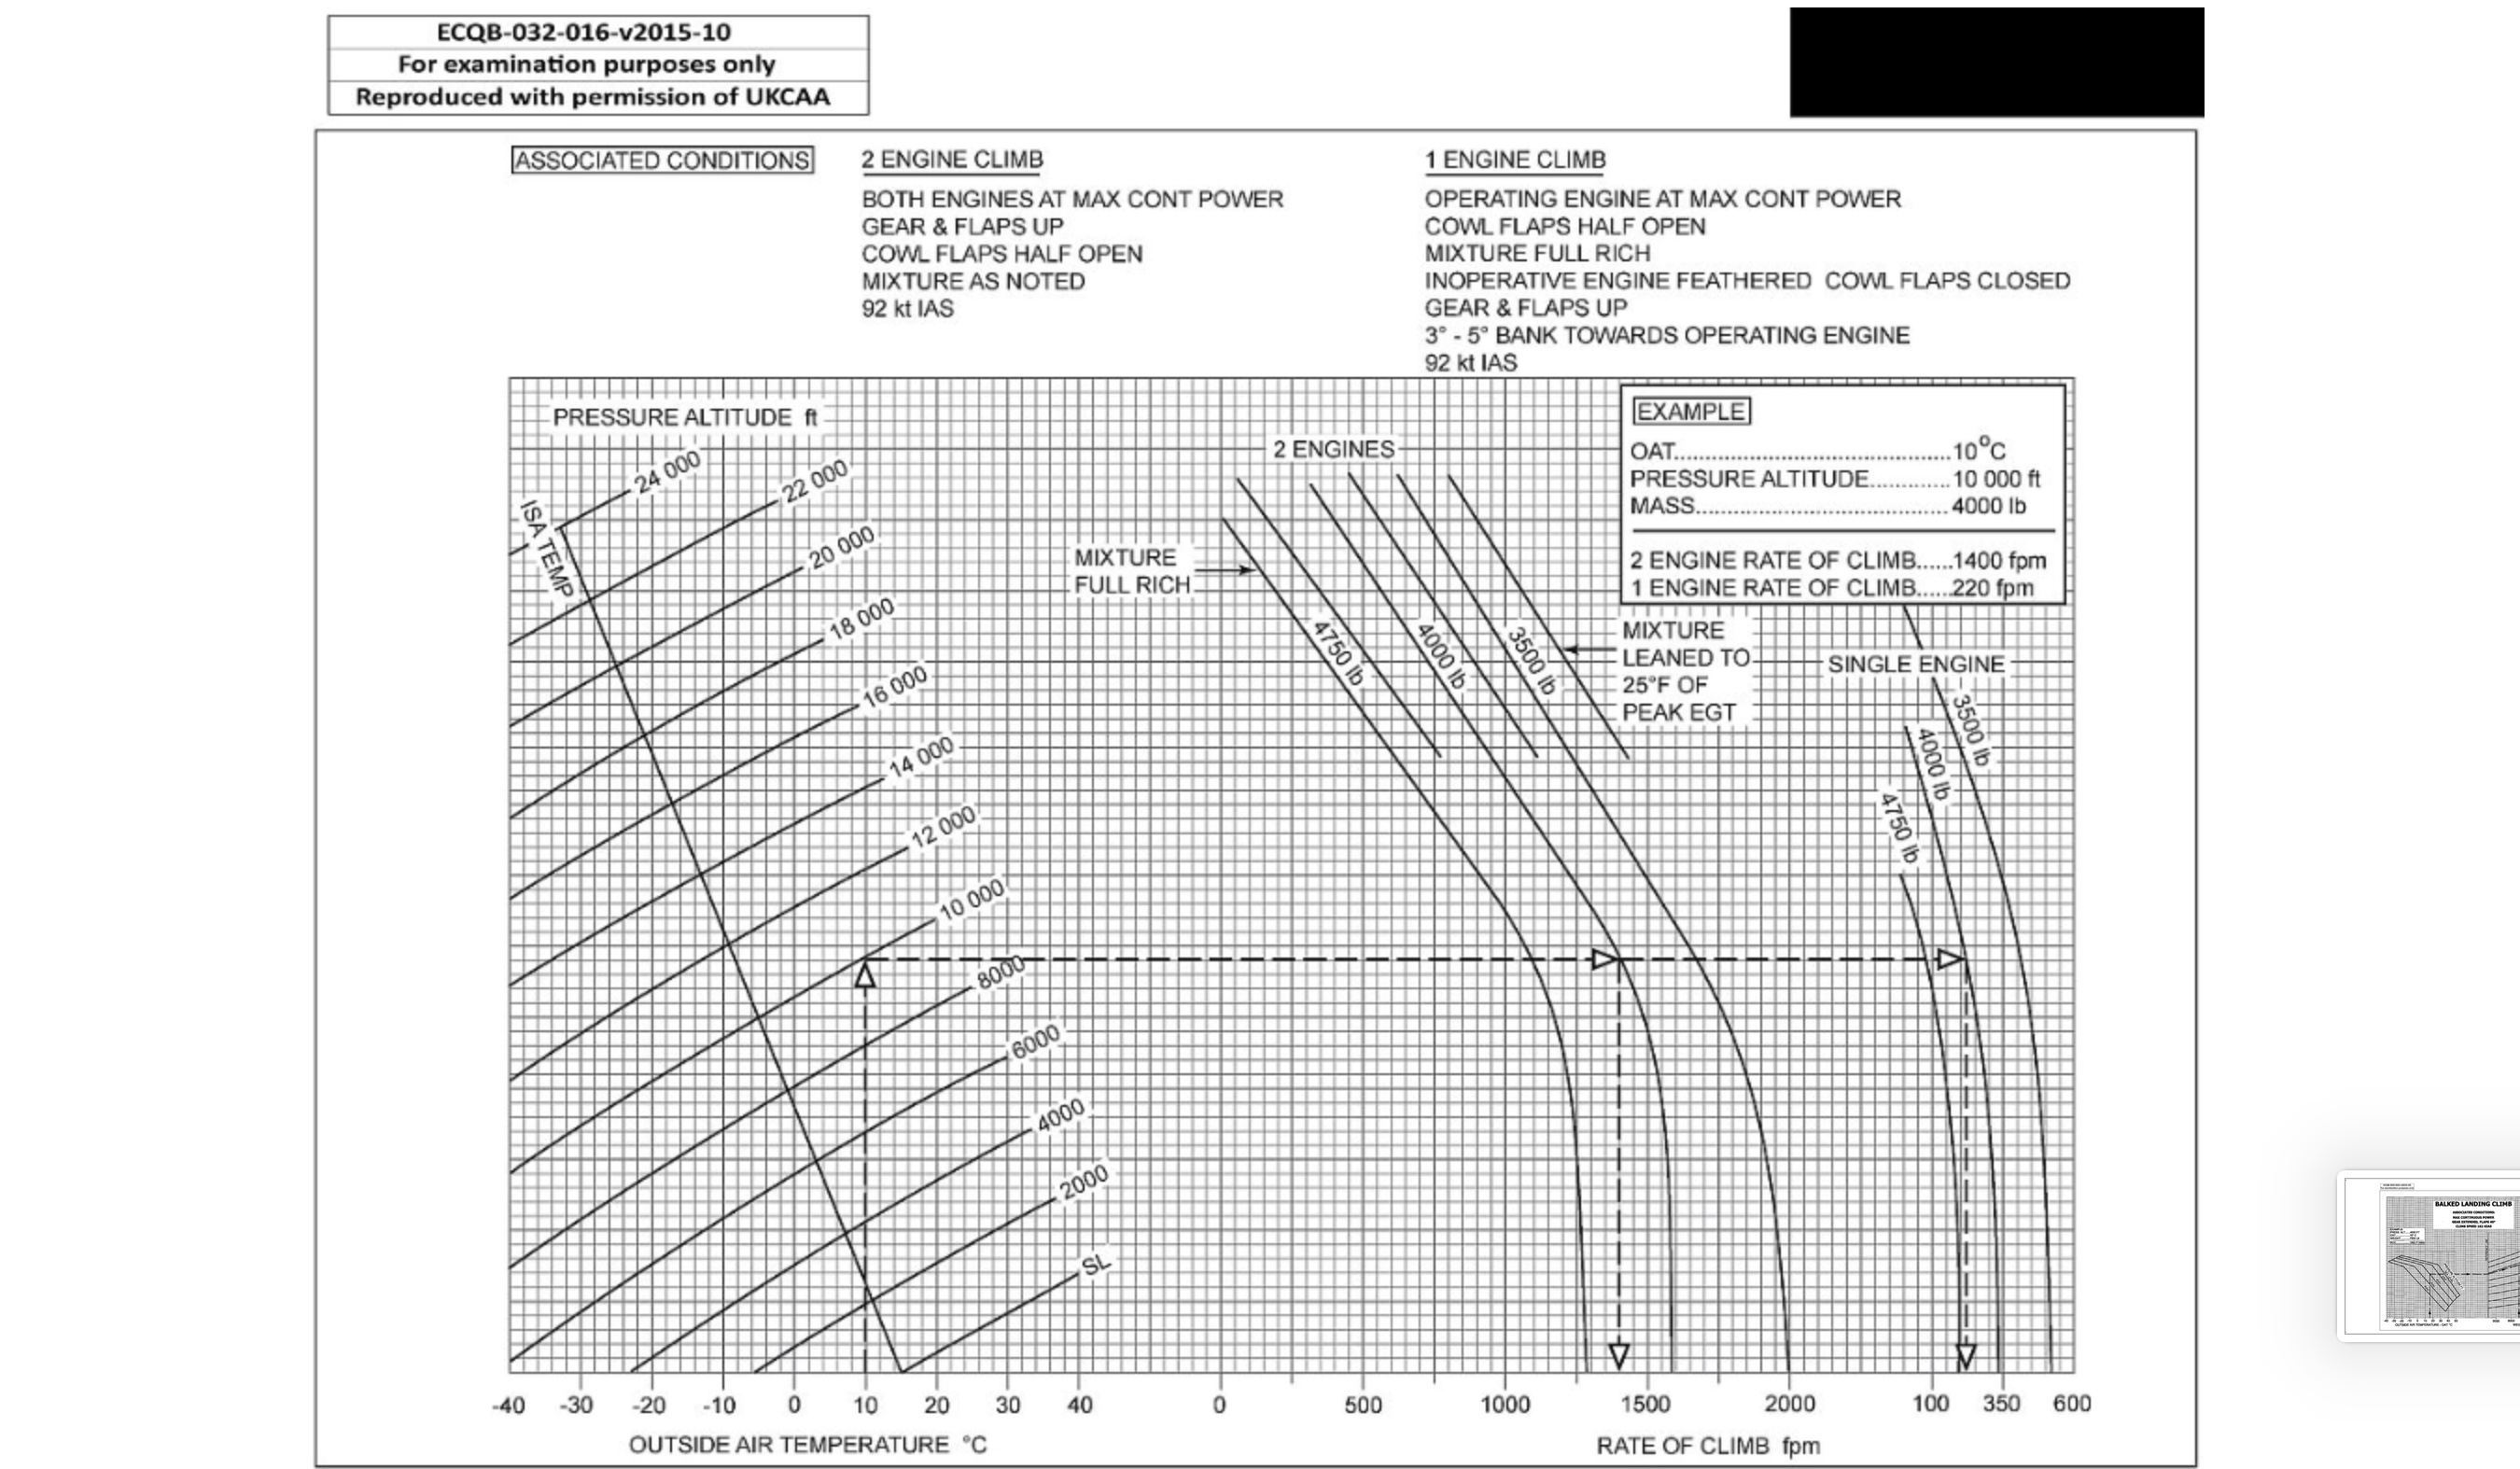 ECQB-032-016-v2015-10
For examination purposes only
Reproduced with permission of UKCAA
ASSOCIATED CONDITIONS
2 ENGINE CLIMB
BOTH ENGINES AT MAX CONT POWER
GEAR & FLAPS UP
COWL FLAPS HALF OPEN
MIXTURE AS NOTED
92 kt IAS
1 ENGINE CLIMB
OPERATING ENGINE AT MAX CONT POWER
COWL FLAPS HALF OPEN
MIXTURE FULL RICH
INOPERATIVE ENGINE FEATHERED COWL FLAPS CLOSED
GEAR & FLAPS UP
3° - 5° BANK TOWARDS OPERATING ENGINE
92 kt IAS
PRESSURE ALTITUDE ft
24 000
22 000
20 000
18 000
16 000
14 000
12 000
10 000
8000
6000
4000
2000
SL
ISA TEMP
2 ENGINES
MIXTURE
FULL RICH
4750 lb
4000 lb
3500 lb
EXAMPLE
OAT..........................................10°C
PRESSURE ALTITUDE............10 000 ft
MASS......................................4000 lb
2 ENGINE RATE OF CLIMB......1400 fpm
1 ENGINE RATE OF CLIMB......220 fpm
MIXTURE
LEANED TO
25°F OF
PEAK EGT
SINGLE ENGINE
3500 lb
4000 lb
4750 lb
-40 -30 -20 -10 0 10 20 30 40
0 500 1000 1500 2000 100 350 600
OUTSIDE AIR TEMPERATURE °C
RATE OF CLIMB fpm
BALKED LANDING CLIMB